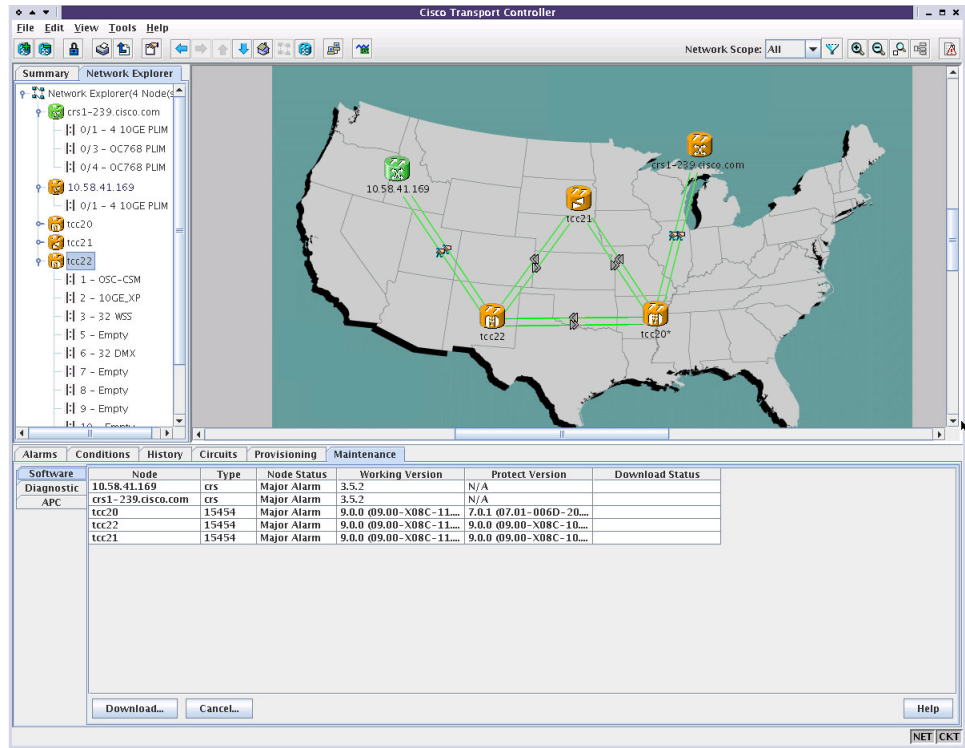 Cisco Transport Controller
File Edit View Tools Help
Network Scope: All
Summary Network Explorer
Network Explorer(4 Node(s
crs1-239.cisco.com
0/1 - 4 10GE PLIM
0/3 - OC768 PLIM
0/4 - OC768 PLIM
10.58.41.169
0/1 - 4 10GE PLIM
tcc20
tcc21
tcc22
1 - OSC-CSM
2 - 10GE_XP
3 - 32 WSS
5 - Empty
6 - 32 DMX
7 - Empty
8 - Empty
9 - Empty
crs1-239.cisco.com
10.58.41.169
tcc21
tcc22
tcc20*
Alarms Conditions History Circuits Provisioning Maintenance
Software
Diagnostic
APC
Node Type Node Status Working Version Protect Version Download Status
10.58.41.169 crs Major Alarm 3.5.2 N/A
crs1-239.cisco.com crs Major Alarm 3.5.2 N/A
tcc20 15454 Major Alarm 9.0.0 (09.00-X08C-11.... 7.0.1 (07.01-006D-20....
tcc22 15454 Major Alarm 9.0.0 (09.00-X08C-11.... 9.0.0 (09.00-X08C-10....
tcc21 15454 Major Alarm 9.0.0 (09.00-X08C-11.... 9.0.0 (09.00-X08C-10....
Download... Cancel... Help
NET CKT